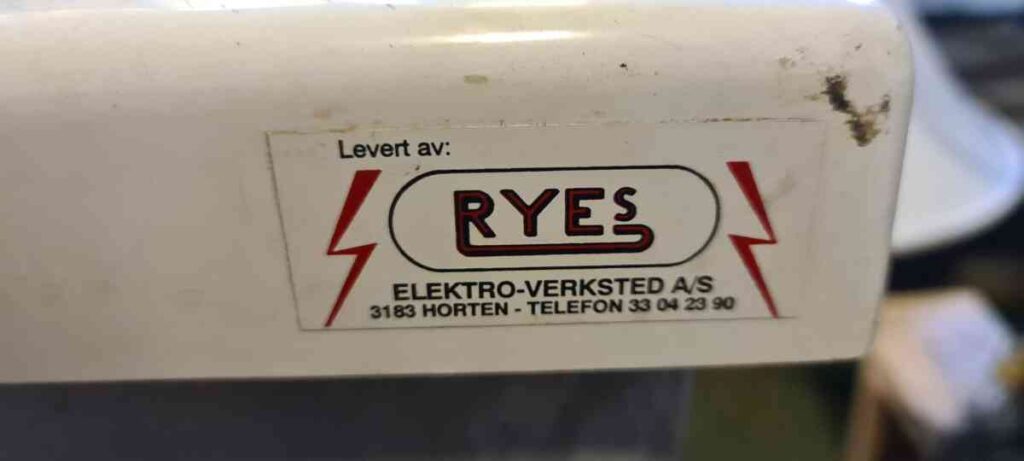 Levert av:
RYEs
ELEKTRO-VERKSTED A/S
3183 HORTEN - TELEFON 33 04 23 90